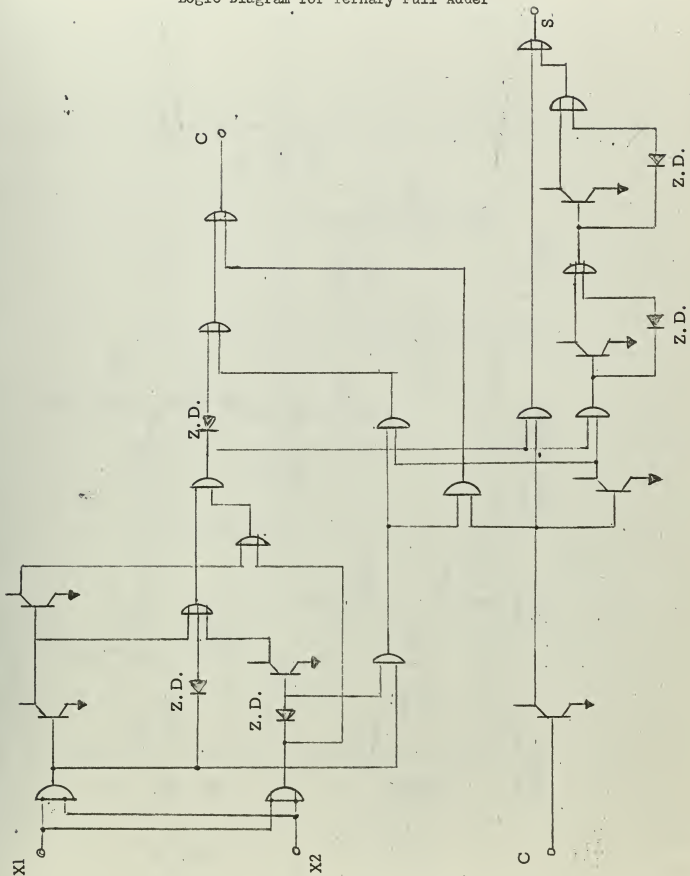 Logic Diagram for Ternary Full Adder
S
C
Z.D.
Z.D.
Z.D.
Z.D.
Z.D.
X1
X2
C